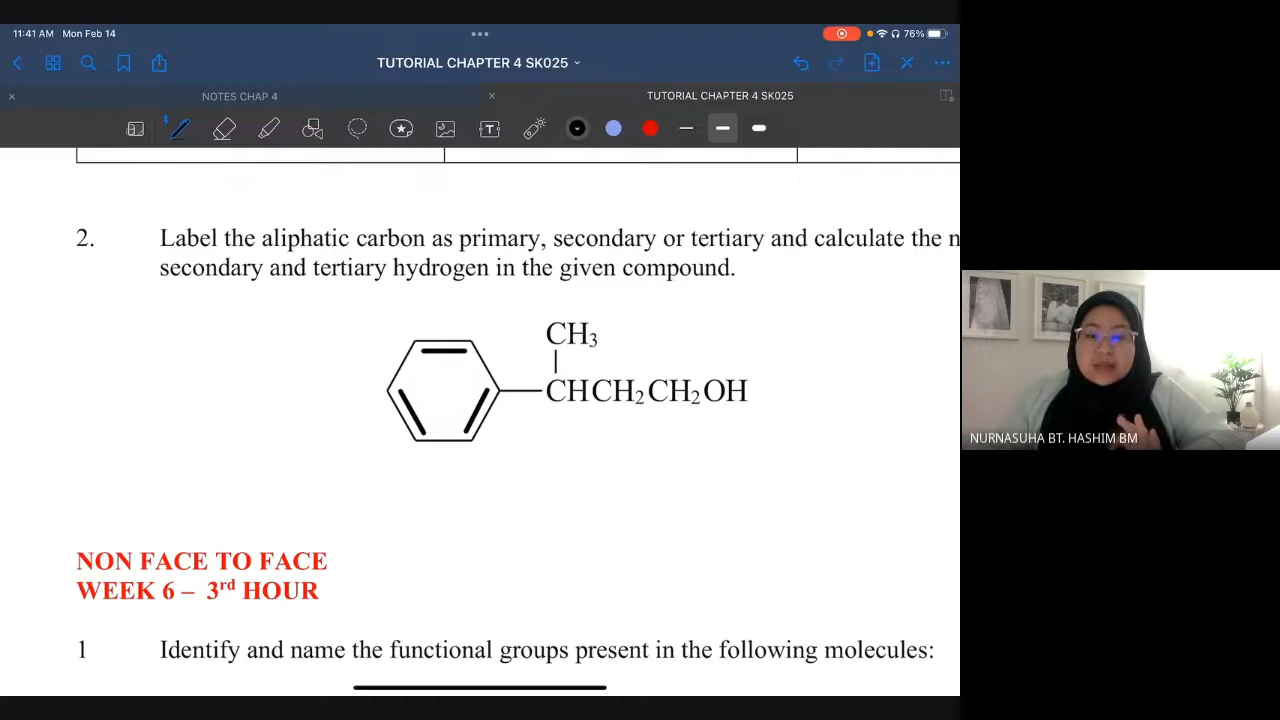 11:41 AM Mon Feb 14
76%
TUTORIAL CHAPTER 4 SK025
NOTES CHAP 4
TUTORIAL CHAPTER 4 SK025
2. Label the aliphatic carbon as primary, secondary or tertiary and calculate the n
secondary and tertiary hydrogen in the given compound.
CH₃
CHCH₂CH₂OH
NURNASUHA BT. HASHIM BM
NON FACE TO FACE
WEEK 6 – 3rd HOUR
1 Identify and name the functional groups present in the following molecules: